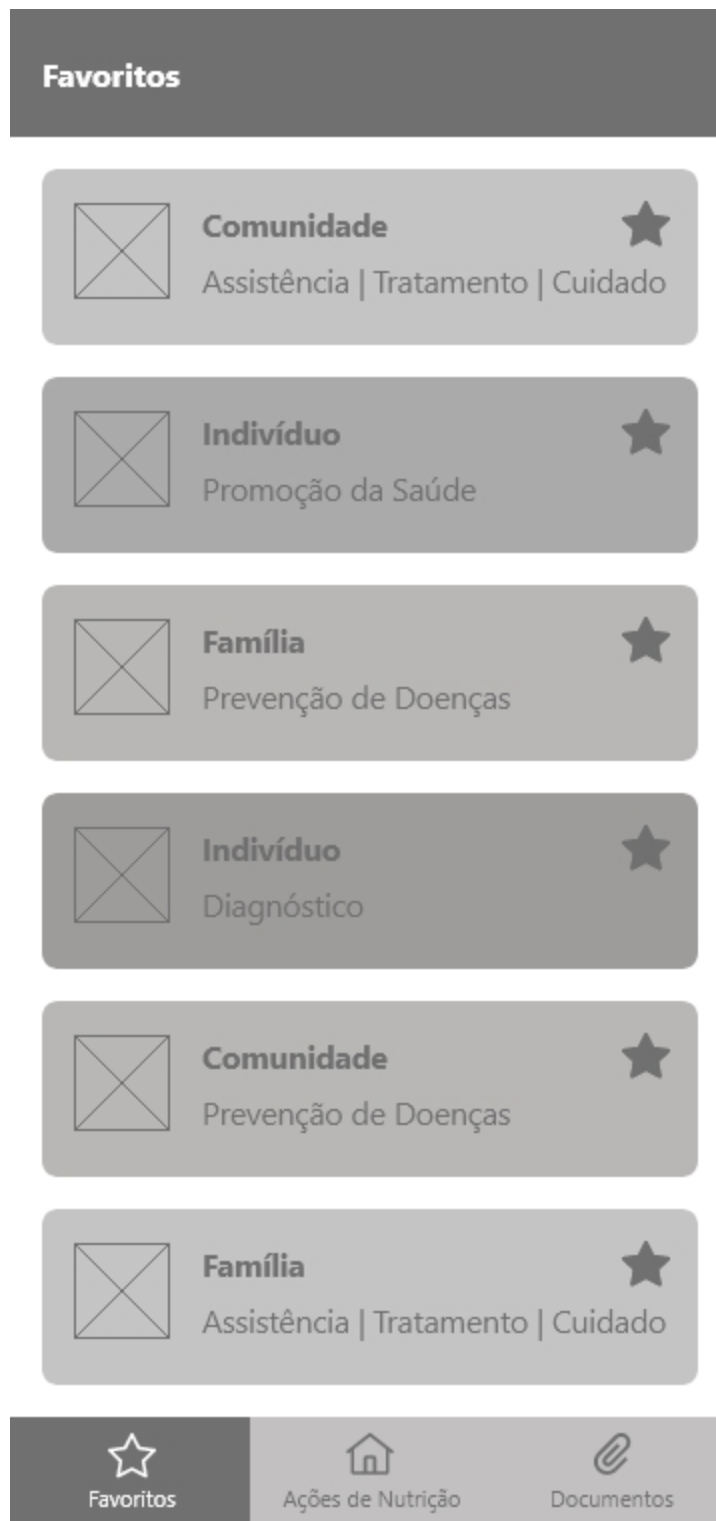 Favoritos
Comunidade
Assistência | Tratamento | Cuidado
Indivíduo
Promoção da Saúde
Família
Prevenção de Doenças
Indivíduo
Diagnóstico
Comunidade
Prevenção de Doenças
Família
Assistência | Tratamento | Cuidado
Favoritos
Ações de Nutrição
Documentos